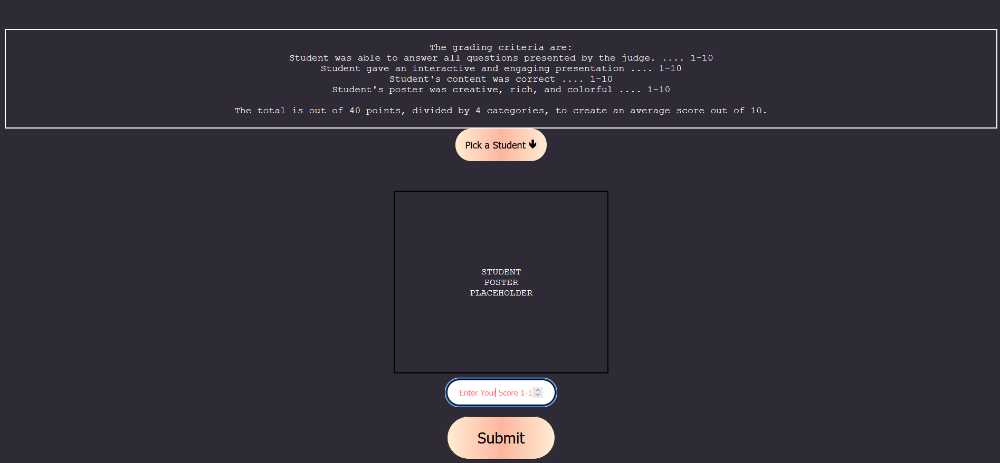 The grading criteria are:
Student was able to answer all questions presented by the judge. .... 1-10
Student gave an interactive and engaging presentation .... 1-10
Student's content was correct .... 1-10
Student's poster was creative, rich, and colorful .... 1-10
The total is out of 40 points, divided by 4 categories, to create an average score out of 10.
Pick a Student 🡻
STUDENT
POSTER
PLACEHOLDER
Enter Your Score 1-1
Submit